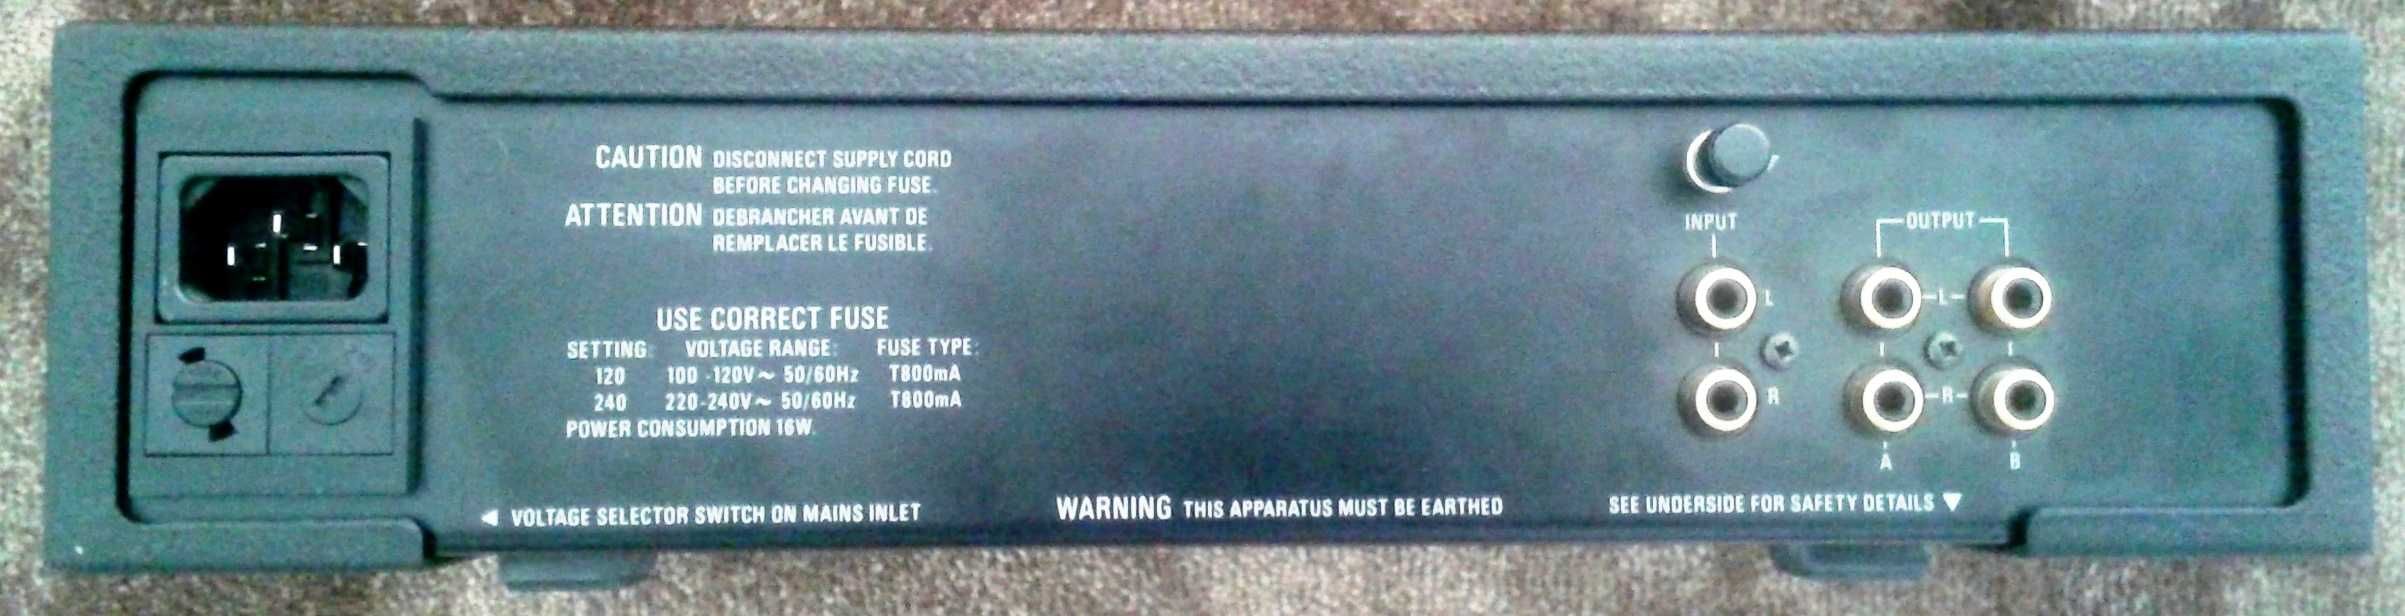 CAUTION DISCONNECT SUPPLY CORD
BEFORE CHANGING FUSE.
ATTENTION DEBRANCHER AVANT DE
REMPLACER LE FUSIBLE.
USE CORRECT FUSE
SETTING: VOLTAGE RANGE: FUSE TYPE:
120 100 -120V~ 50/60Hz T800mA
240 220-240V~ 50/60Hz T800mA
POWER CONSUMPTION 16W.
◀ VOLTAGE SELECTOR SWITCH ON MAINS INLET
WARNING THIS APPARATUS MUST BE EARTHED
INPUT
L
R
OUTPUT
L
R
A B
SEE UNDERSIDE FOR SAFETY DETAILS ▼